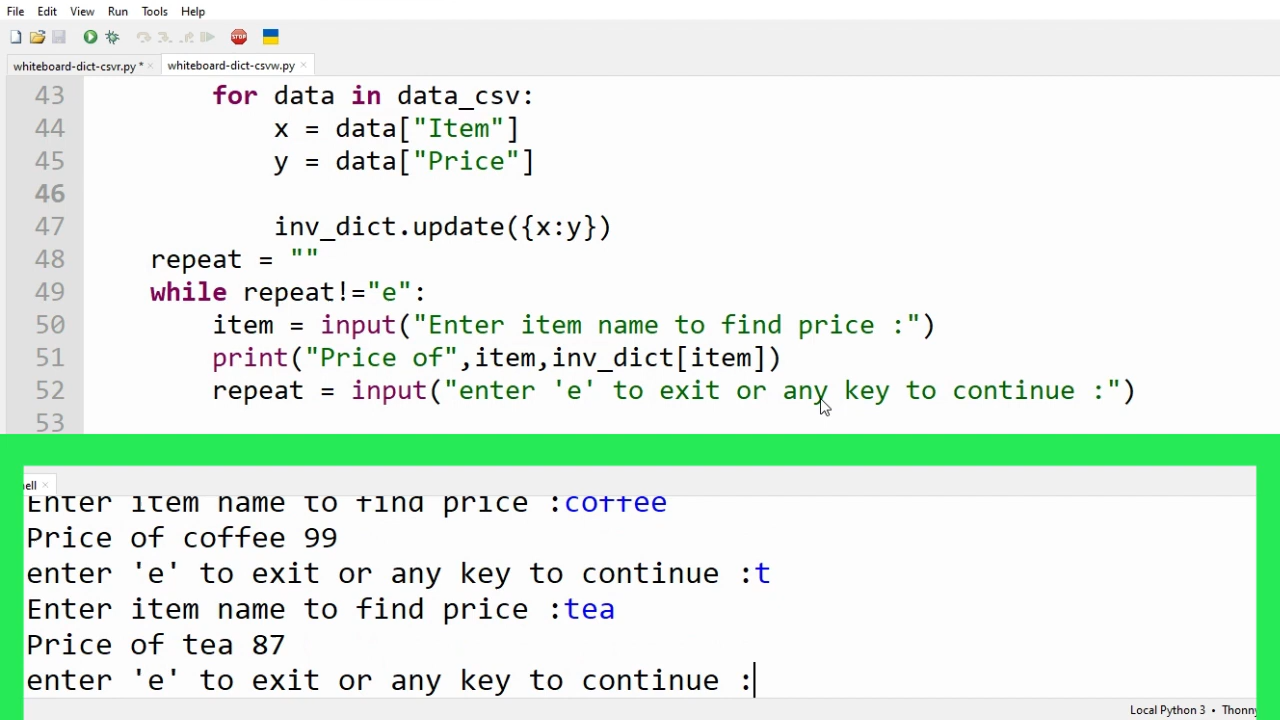 File Edit View Run Tools Help
STOP
whiteboard-dict-csvr.py * × whiteboard-dict-csvw.py ×
43 for data in data_csv:
44 x = data["Item"]
45 y = data["Price"]
46
47 inv_dict.update({x:y})
48 repeat = ""
49 while repeat!="e":
50 item = input("Enter item name to find price :")
51 print("Price of",item,inv_dict[item])
52 repeat = input("enter 'e' to exit or any key to continue :")
53
ell ×
Enter item name to find price :coffee
Price of coffee 99
enter 'e' to exit or any key to continue :t
Enter item name to find price :tea
Price of tea 87
enter 'e' to exit or any key to continue :
Local Python 3 • Thonny